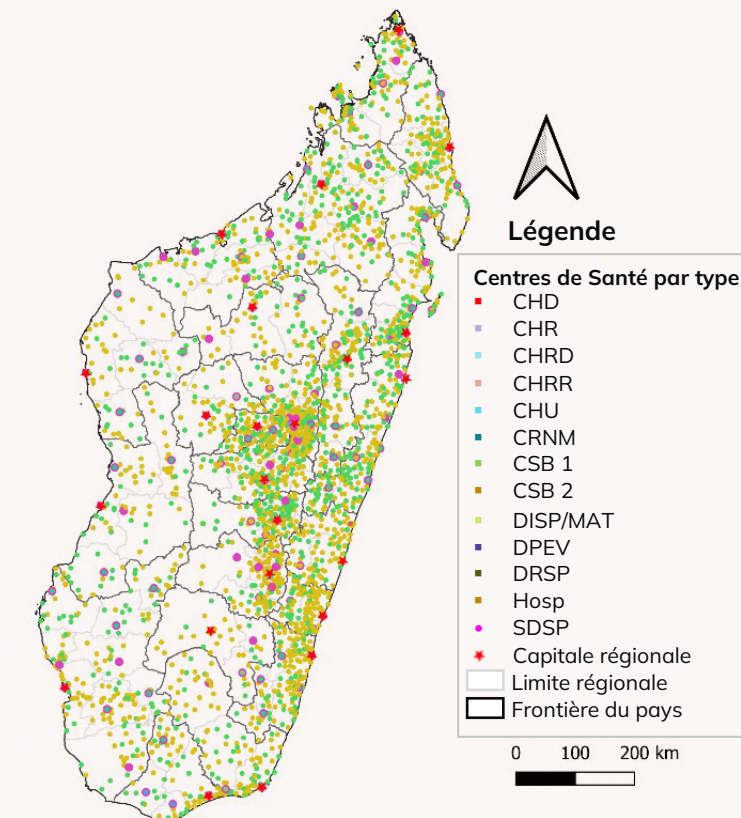 Légende
Centres de Santé par type
CHD
CHR
CHRD
CHRR
CHU
CRNM
CSB 1
CSB 2
DISP/MAT
DPEV
DRSP
Hosp
SDSP
Capitale régionale
Limite régionale
Frontière du pays
0 100 200 km